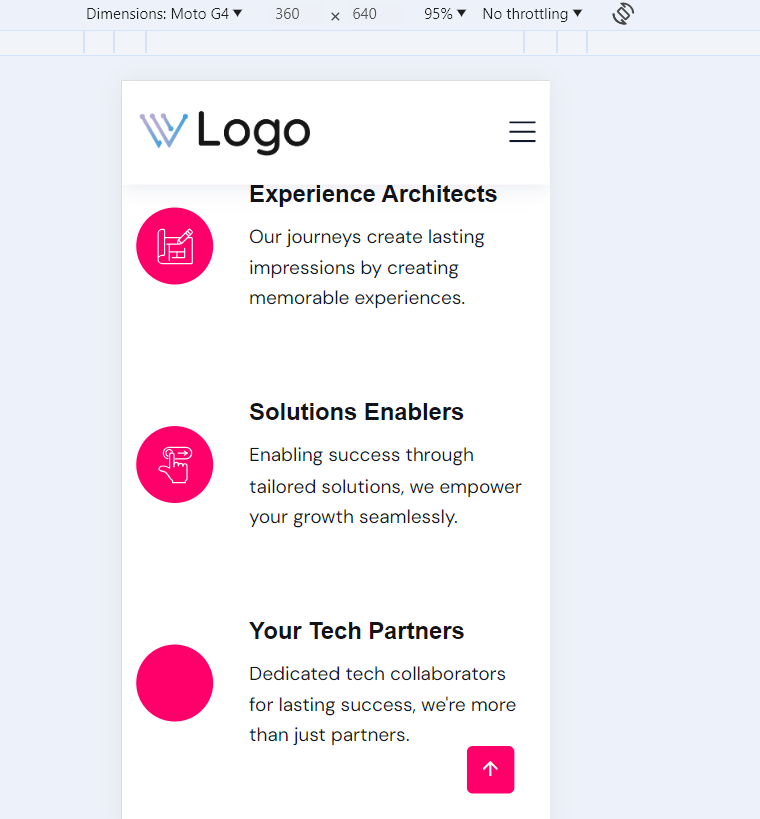 Dimensions: Moto G4 ▼ 360 × 640 95% ▼ No throttling ▼
Logo
Experience Architects
Our journeys create lasting
impressions by creating
memorable experiences.
Solutions Enablers
Enabling success through
tailored solutions, we empower
your growth seamlessly.
Your Tech Partners
Dedicated tech collaborators
for lasting success, we're more
than just partners.